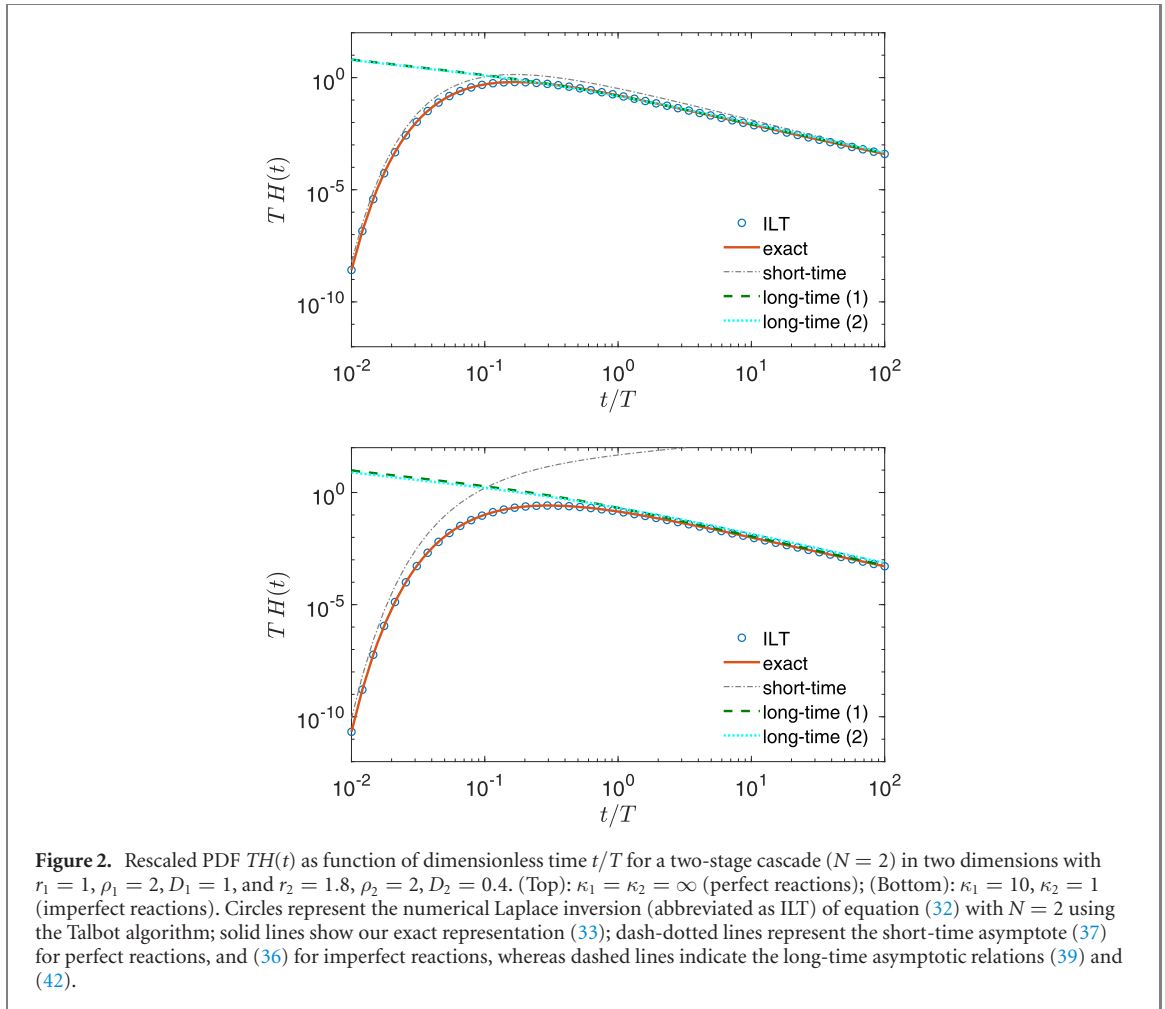 10^0
10^{-5}
10^{-10}
T H(t)
ILT
exact
short-time
long-time (1)
long-time (2)
10^{-2} 10^{-1} 10^0 10^1 10^2
t/T
10^0
10^{-5}
10^{-10}
T H(t)
ILT
exact
short-time
long-time (1)
long-time (2)
10^{-2} 10^{-1} 10^0 10^1 10^2
t/T
Figure 2. Rescaled PDF TH(t) as function of dimensionless time t/T for a two-stage cascade (N = 2) in two dimensions with
r₁ = 1, ρ₁ = 2, D₁ = 1, and r₂ = 1.8, ρ₂ = 2, D₂ = 0.4. (Top): κ₁ = κ₂ = ∞ (perfect reactions); (Bottom): κ₁ = 10, κ₂ = 1
(imperfect reactions). Circles represent the numerical Laplace inversion (abbreviated as ILT) of equation (32) with N = 2 using
the Talbot algorithm; solid lines show our exact representation (33); dash-dotted lines represent the short-time asymptote (37)
for perfect reactions, and (36) for imperfect reactions, whereas dashed lines indicate the long-time asymptotic relations (39) and
(42).